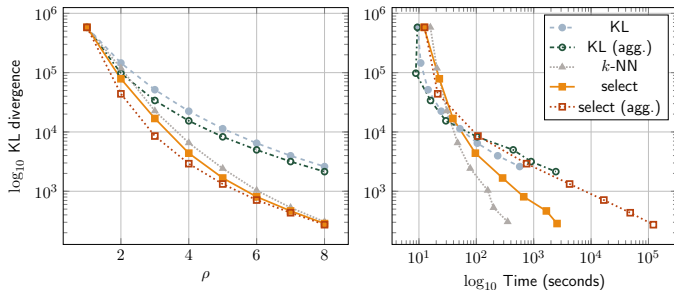 10^6
10^5
10^4
10^3
log_10 KL divergence
2
4
6
8
ρ
10^6
10^5
10^4
10^3
10^1
10^2
10^3
10^4
10^5
log_10 Time (seconds)
KL
KL (agg.)
k-NN
select
select (agg.)